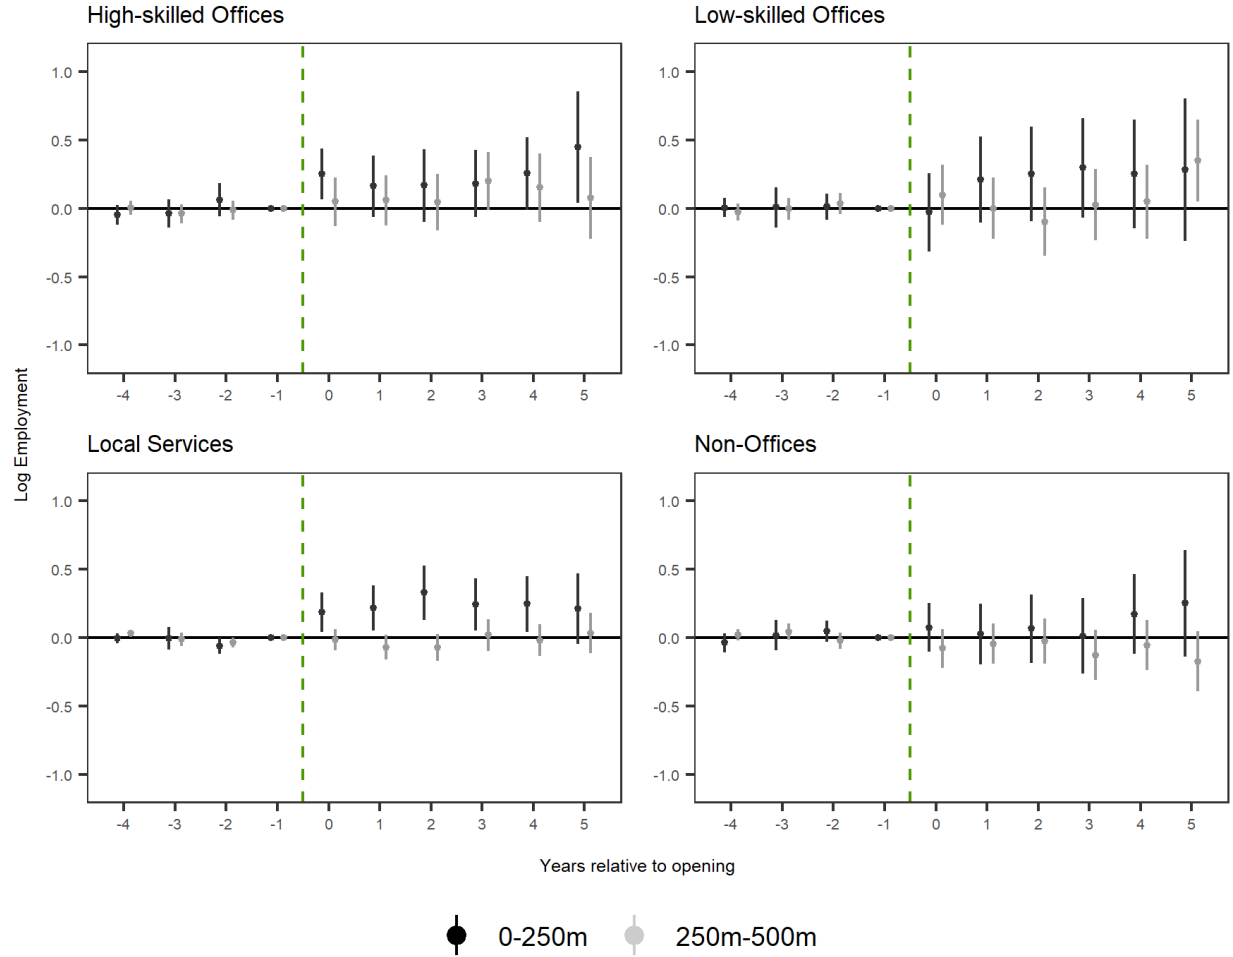 High-skilled Offices
Low-skilled Offices
1.0
0.5
0.0
-0.5
-1.0
-4 -3 -2 -1 0 1 2 3 4 5
1.0
0.5
0.0
-0.5
-1.0
-4 -3 -2 -1 0 1 2 3 4 5
Log Employment
Local Services
Non-Offices
1.0
0.5
0.0
-0.5
-1.0
-4 -3 -2 -1 0 1 2 3 4 5
1.0
0.5
0.0
-0.5
-1.0
-4 -3 -2 -1 0 1 2 3 4 5
Years relative to opening
0-250m 250m-500m